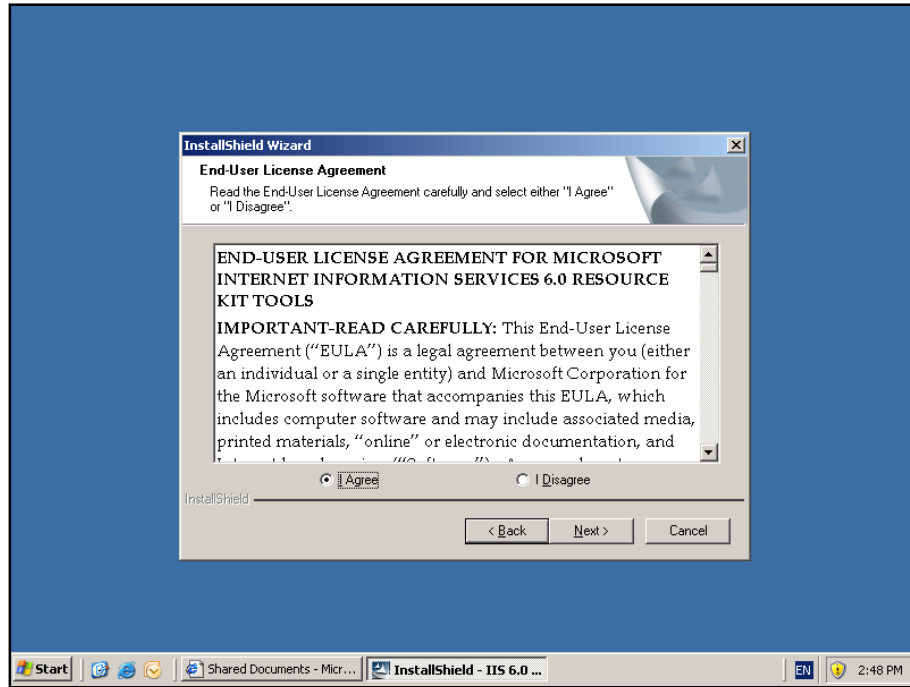 InstallShield Wizard
End-User License Agreement
Read the End-User License Agreement carefully and select either "I Agree"
or "I Disagree".
END-USER LICENSE AGREEMENT FOR MICROSOFT
INTERNET INFORMATION SERVICES 6.0 RESOURCE
KIT TOOLS
IMPORTANT-READ CAREFULLY: This End-User License
Agreement (“EULA”) is a legal agreement between you (either
an individual or a single entity) and Microsoft Corporation for
the Microsoft software that accompanies this EULA, which
includes computer software and may include associated media,
printed materials, “online” or electronic documentation, and
I Agree I Disagree
InstallShield
< Back Next > Cancel
Start Shared Documents - Micr... InstallShield - IIS 6.0 ... EN 2:48 PM